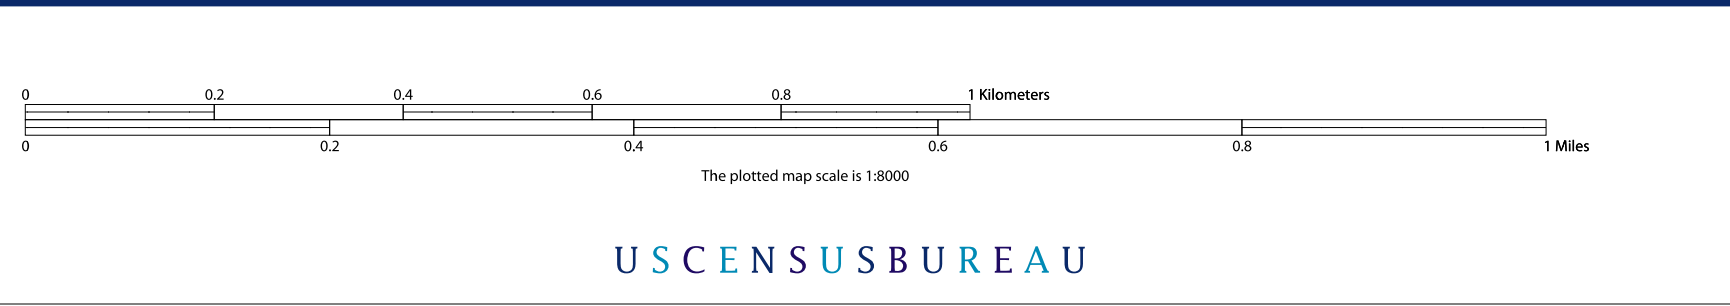 0 0.2 0.4 0.6 0.8 1 Kilometers
0 0.2 0.4 0.6 0.8 1 Miles
The plotted map scale is 1:8000
USCENSUSBUREAU